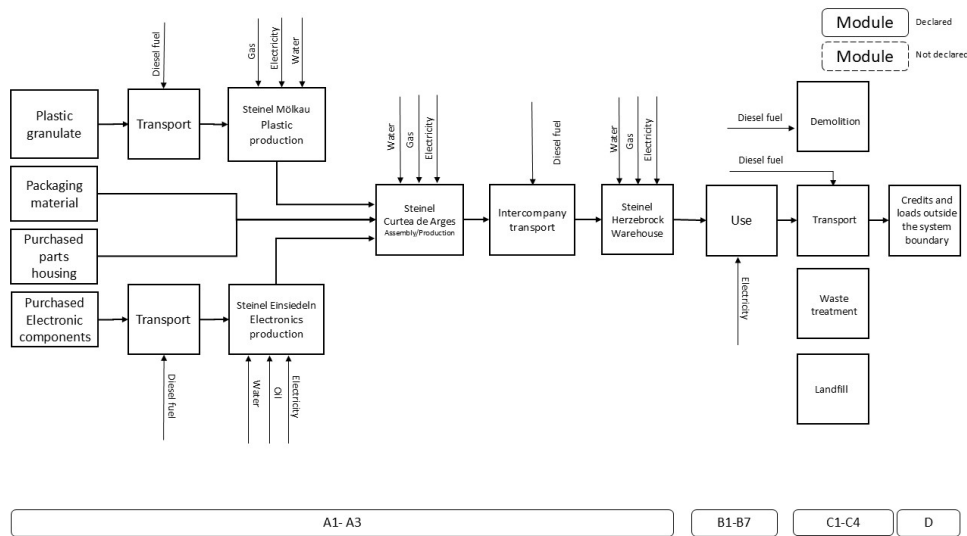 Module
Declared
Module
Not declared
Diesel fuel
Gas
Electricity
Water
Plastic
granulate
Transport
Steinel Mölkau
Plastic
production
Diesel fuel
Demolition
Packaging
material
Purchased
parts
housing
Water
Gas
Electricity
Steinel
Curtea de Arges
Assembly/Production
Diesel fuel
Intercompany
transport
Water
Gas
Electricity
Steinel
Herzebrock
Warehouse
Use
Electricity
Diesel fuel
Transport
Credits and
loads outside
the system
boundary
Purchased
Electronic
components
Transport
Diesel fuel
Steinel Einsiedeln
Electronics
production
Water
Oil
Electricity
Waste
treatment
Landfill
A1- A3
B1-B7
C1-C4
D